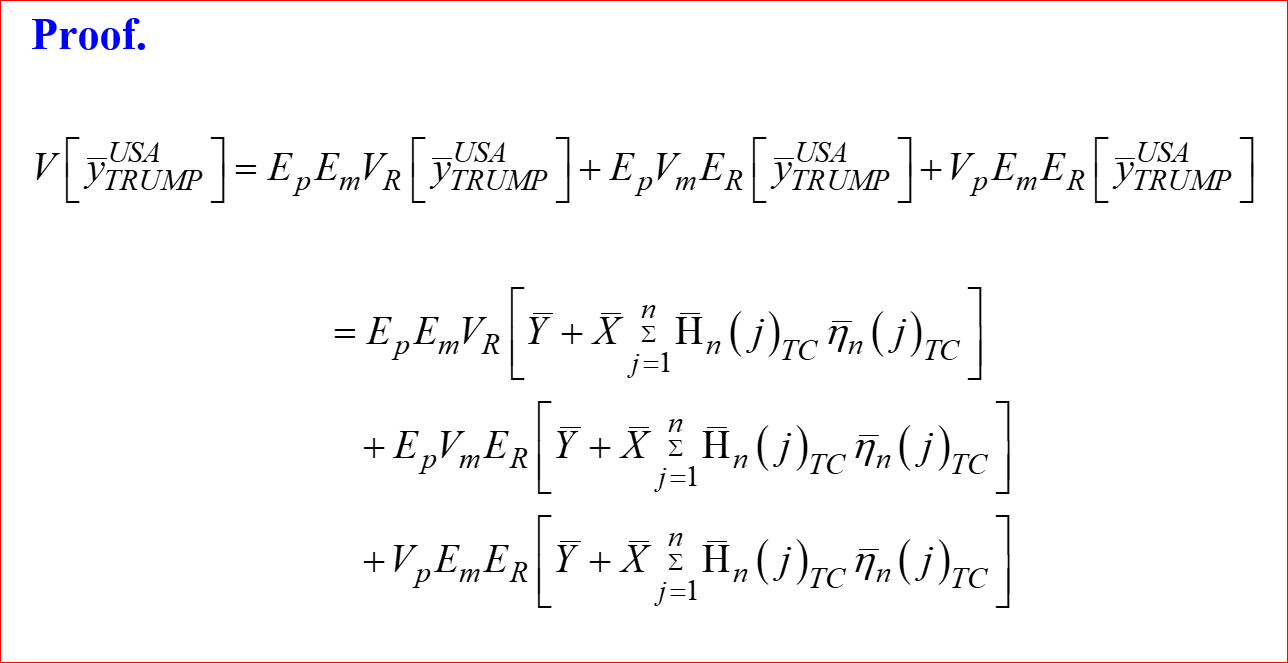 Proof.
V[ȳ_{TRUMP}^{USA}] = E_p E_m V_R[ȳ_{TRUMP}^{USA}] + E_p V_m E_R[ȳ_{TRUMP}^{USA}] + V_p E_m E_R[ȳ_{TRUMP}^{USA}]
= E_p E_m V_R[Ȳ + X̄ Σ_{j=1}^{n} H̄_n(j)_{TC} η̄_n(j)_{TC}]
+ E_p V_m E_R[Ȳ + X̄ Σ_{j=1}^{n} H̄_n(j)_{TC} η̄_n(j)_{TC}]
+ V_p E_m E_R[Ȳ + X̄ Σ_{j=1}^{n} H̄_n(j)_{TC} η̄_n(j)_{TC}]